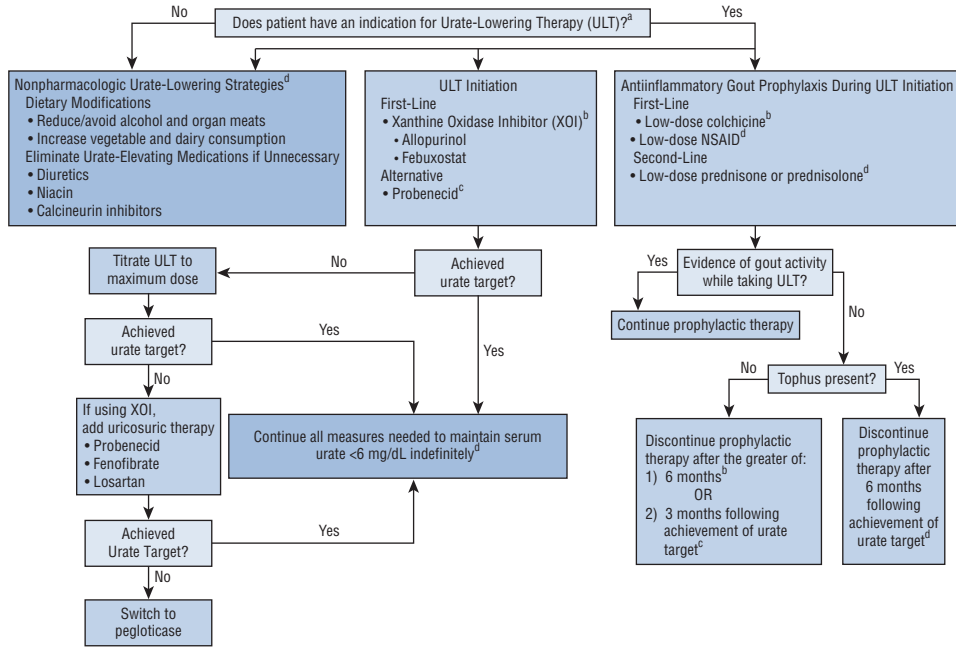 Does patient have an indication for Urate-Lowering Therapy (ULT)?a
No
Yes
Nonpharmacologic Urate-Lowering Strategiesd
Dietary Modifications
• Reduce/avoid alcohol and organ meats
• Increase vegetable and dairy consumption
Eliminate Urate-Elevating Medications if Unnecessary
• Diuretics
• Niacin
• Calcineurin inhibitors
ULT Initiation
First-Line
• Xanthine Oxidase Inhibitor (XOI)b
• Allopurinol
• Febuxostat
Alternative
• Probenecidc
Antiinflammatory Gout Prophylaxis During ULT Initiation
First-Line
• Low-dose colchicineb
• Low-dose NSAIDd
Second-Line
• Low-dose prednisone or prednisoloned
Achieved
urate target?
No
Yes
Titrate ULT to
maximum dose
Achieved
urate target?
Yes
No
If using XOI,
add uricosuric therapy
• Probenecid
• Fenofibrate
• Losartan
Achieved
Urate Target?
Yes
No
Switch to
pegloticase
Continue all measures needed to maintain serum
urate <6 mg/dL indefinitelyd
Evidence of gout activity
while taking ULT?
Yes
No
Continue prophylactic therapy
Tophus present?
No
Yes
Discontinue prophylactic
therapy after the greater of:
1) 6 monthsb
OR
2) 3 months following
achievement of urate
targetc
Discontinue
prophylactic
therapy after
6 months
following
achievement of
urate targetd